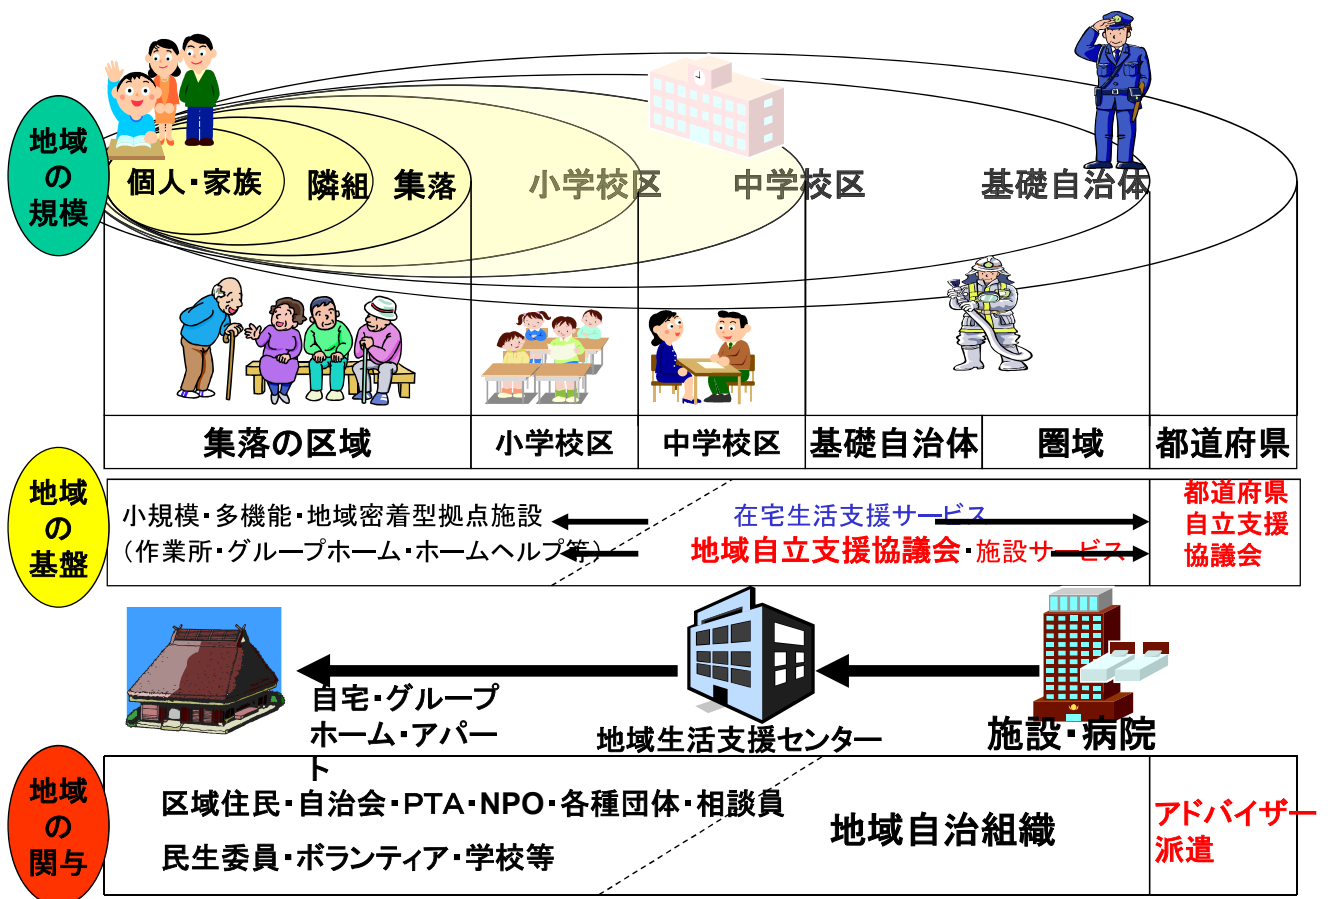 地域
の
規模
個人・家族
隣組
集落
小学校区
中学校区
基礎自治体
集落の区域
小学校区
中学校区
基礎自治体
圏域
都道府県
地域
の
基盤
小規模・多機能・地域密着型拠点施設
（作業所・グループホーム・ホームヘルプ等）
在宅生活支援サービス
地域自立支援協議会・施設サービス
都道府県
自立支援
協議会
自宅・グループ
ホーム・アパー
ト
地域生活支援センター
施設・病院
地域
の
関与
区域住民・自治会・PTA・NPO・各種団体・相談員
民生委員・ボランティア・学校等
地域自治組織
アドバイザー
派遣